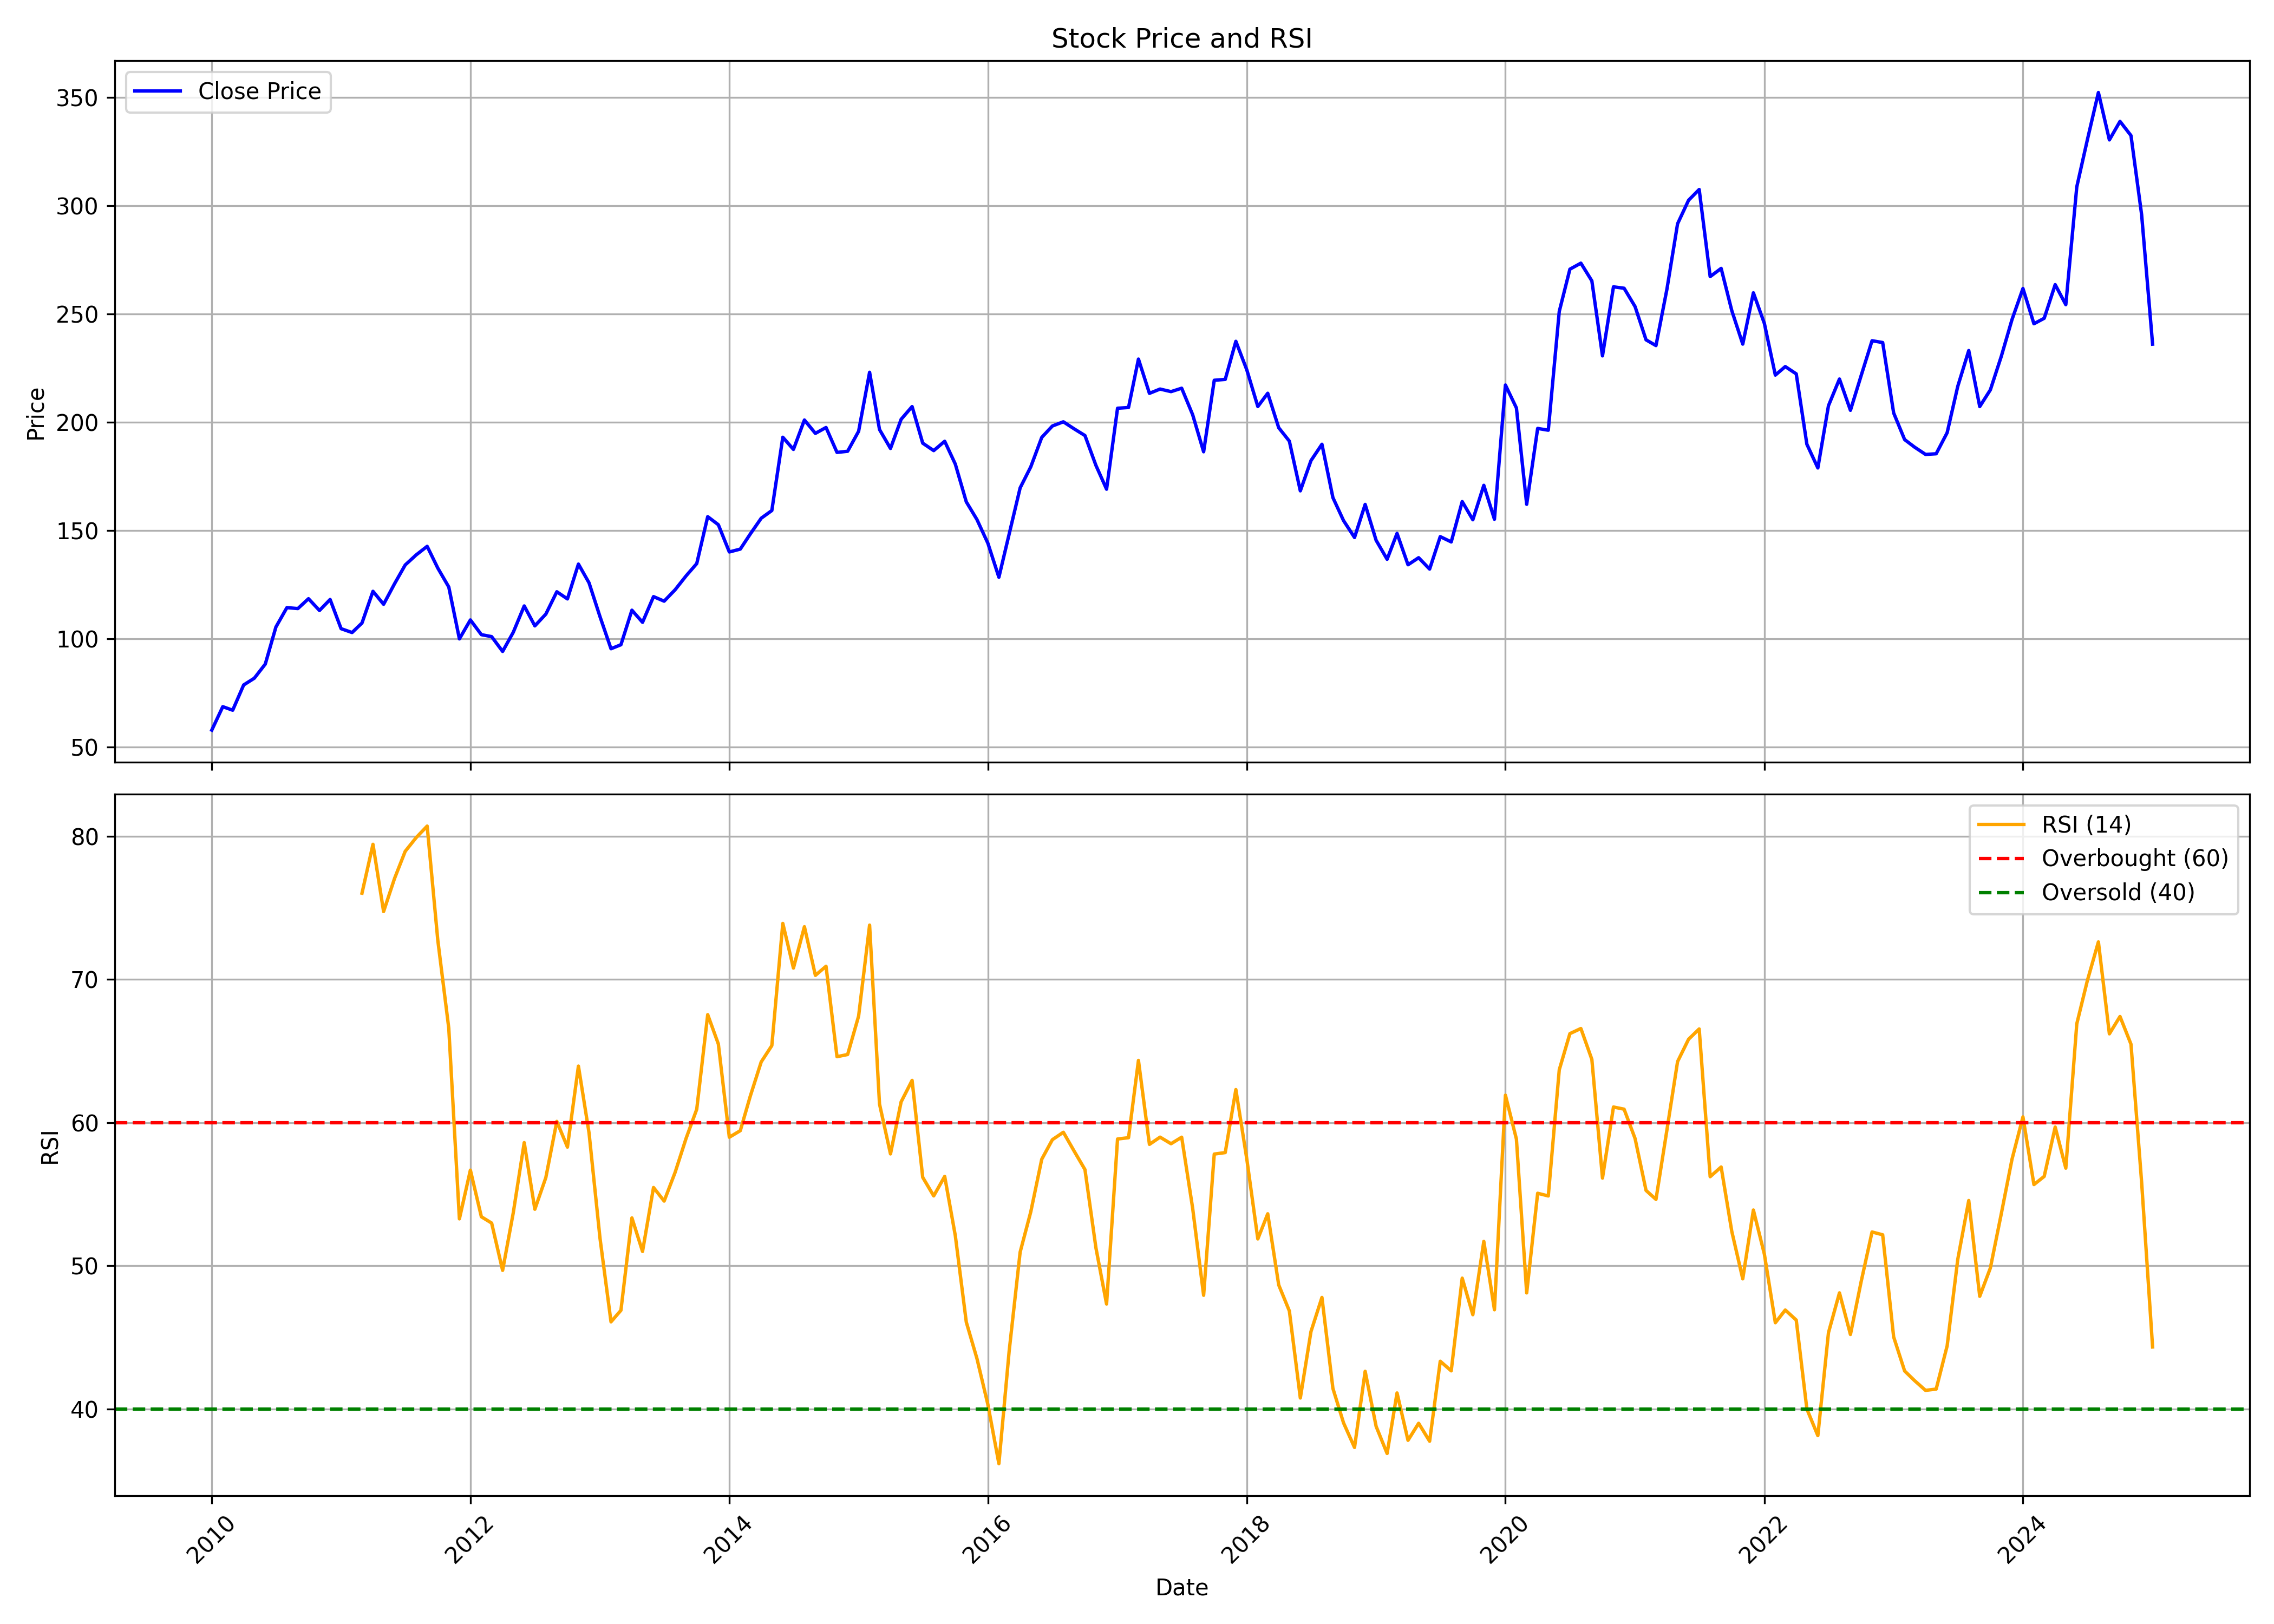 Stock Price and RSI
Close Price
350
300
250
200
150
100
50
Price
RSI (14)
Overbought (60)
Oversold (40)
80
70
60
50
40
RSI
2010
2012
2014
2016
2018
2020
2022
2024
Date